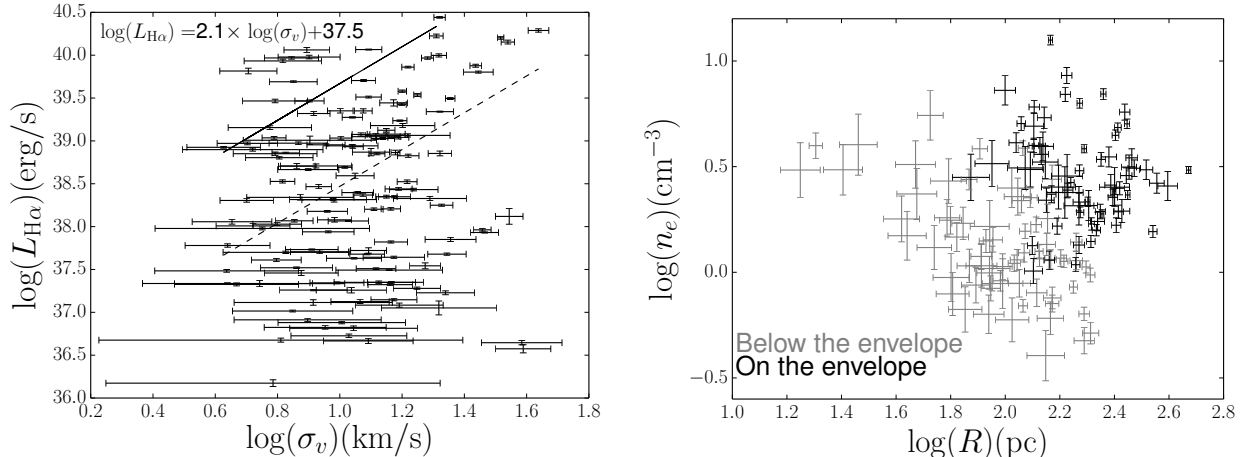 log(L_Hα)=2.1× log(σ_v)+37.5
40.5
40.0
39.5
39.0
38.5
38.0
37.5
37.0
36.5
36.0
log(L_Hα)(erg/s)
0.2 0.4 0.6 0.8 1.0 1.2 1.4 1.6 1.8
log(σ_v)(km/s)
1.0
0.5
0.0
−0.5
log(n_e)(cm⁻³)
Below the envelope
On the envelope
1.0 1.2 1.4 1.6 1.8 2.0 2.2 2.4 2.6 2.8
log(R)(pc)